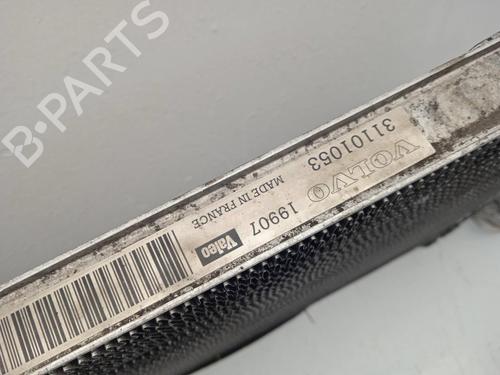 B-PARTS
31101053
VOLVO
MADE IN FRANCE
19907
Valeo